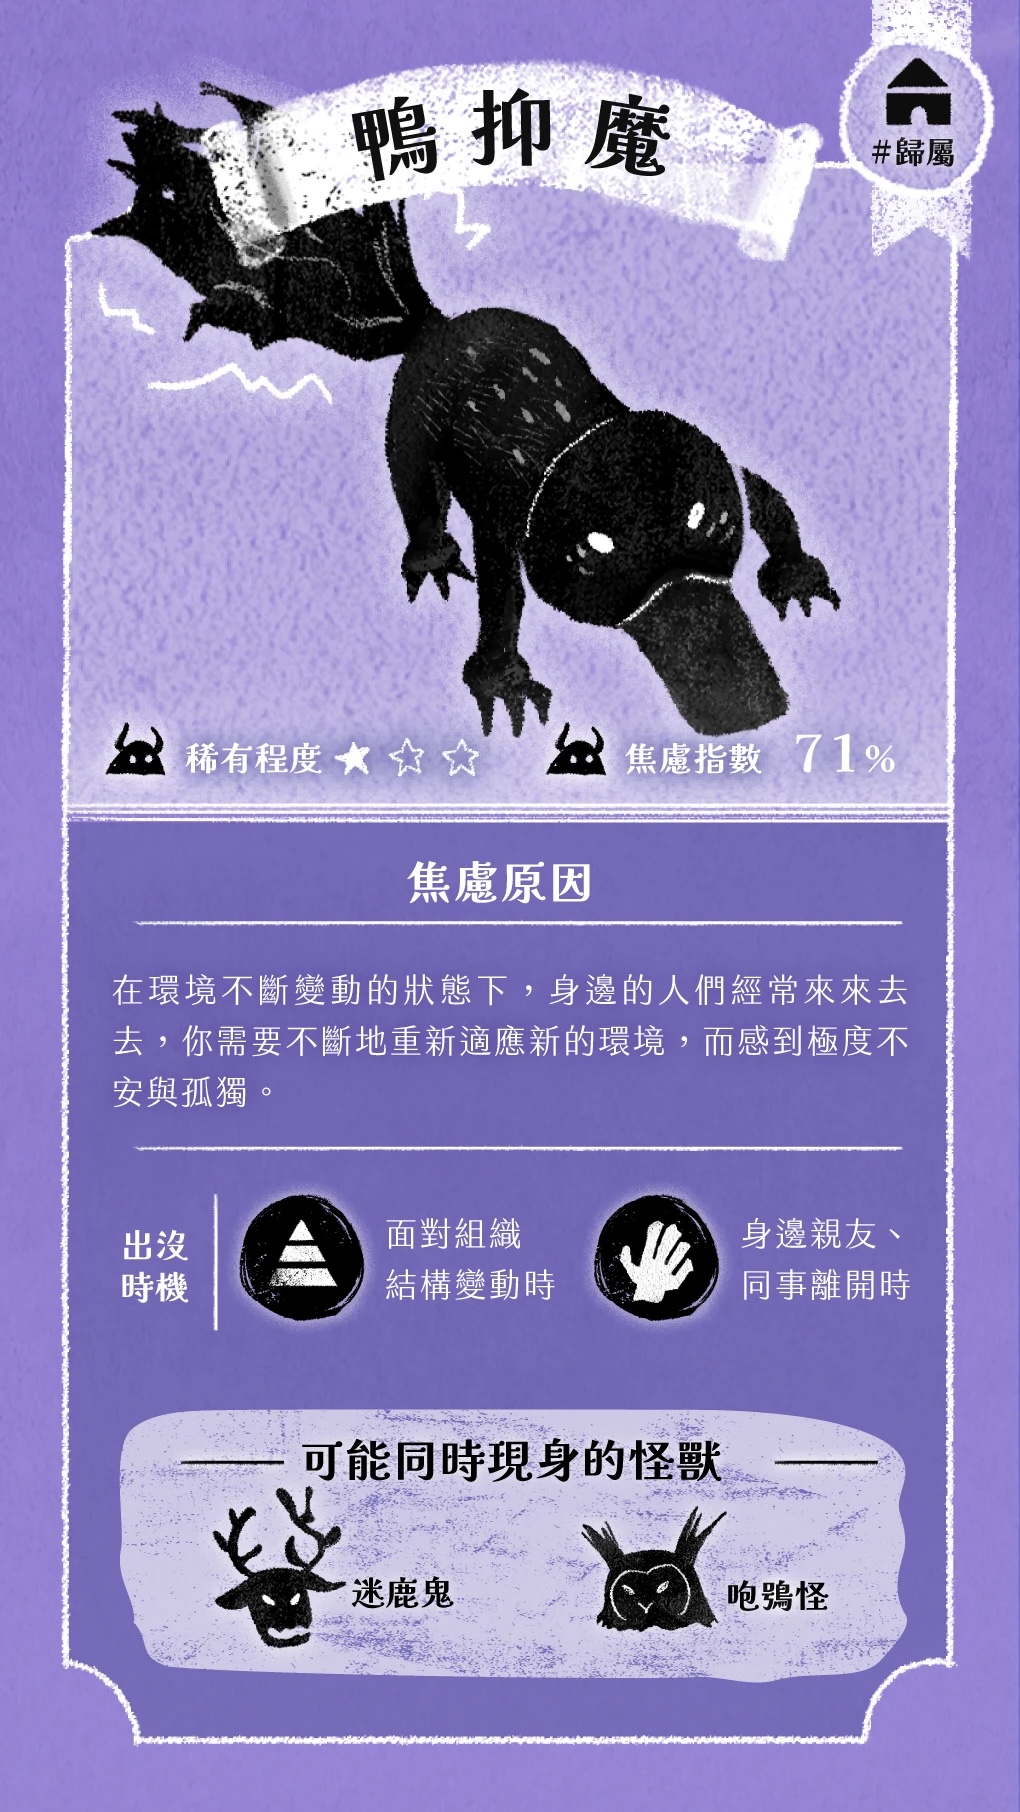 鴨抑魔
#歸屬
稀有程度
焦慮指數 71%
焦慮原因
在環境不斷變動的狀態下，身邊的人們經常來來去
去，你需要不斷地重新適應新的環境，而感到極度不
安與孤獨。
出沒
時機
面對組織
結構變動時
身邊親友、
同事離開時
可能同時現身的怪獸
迷鹿鬼
咆鴞怪